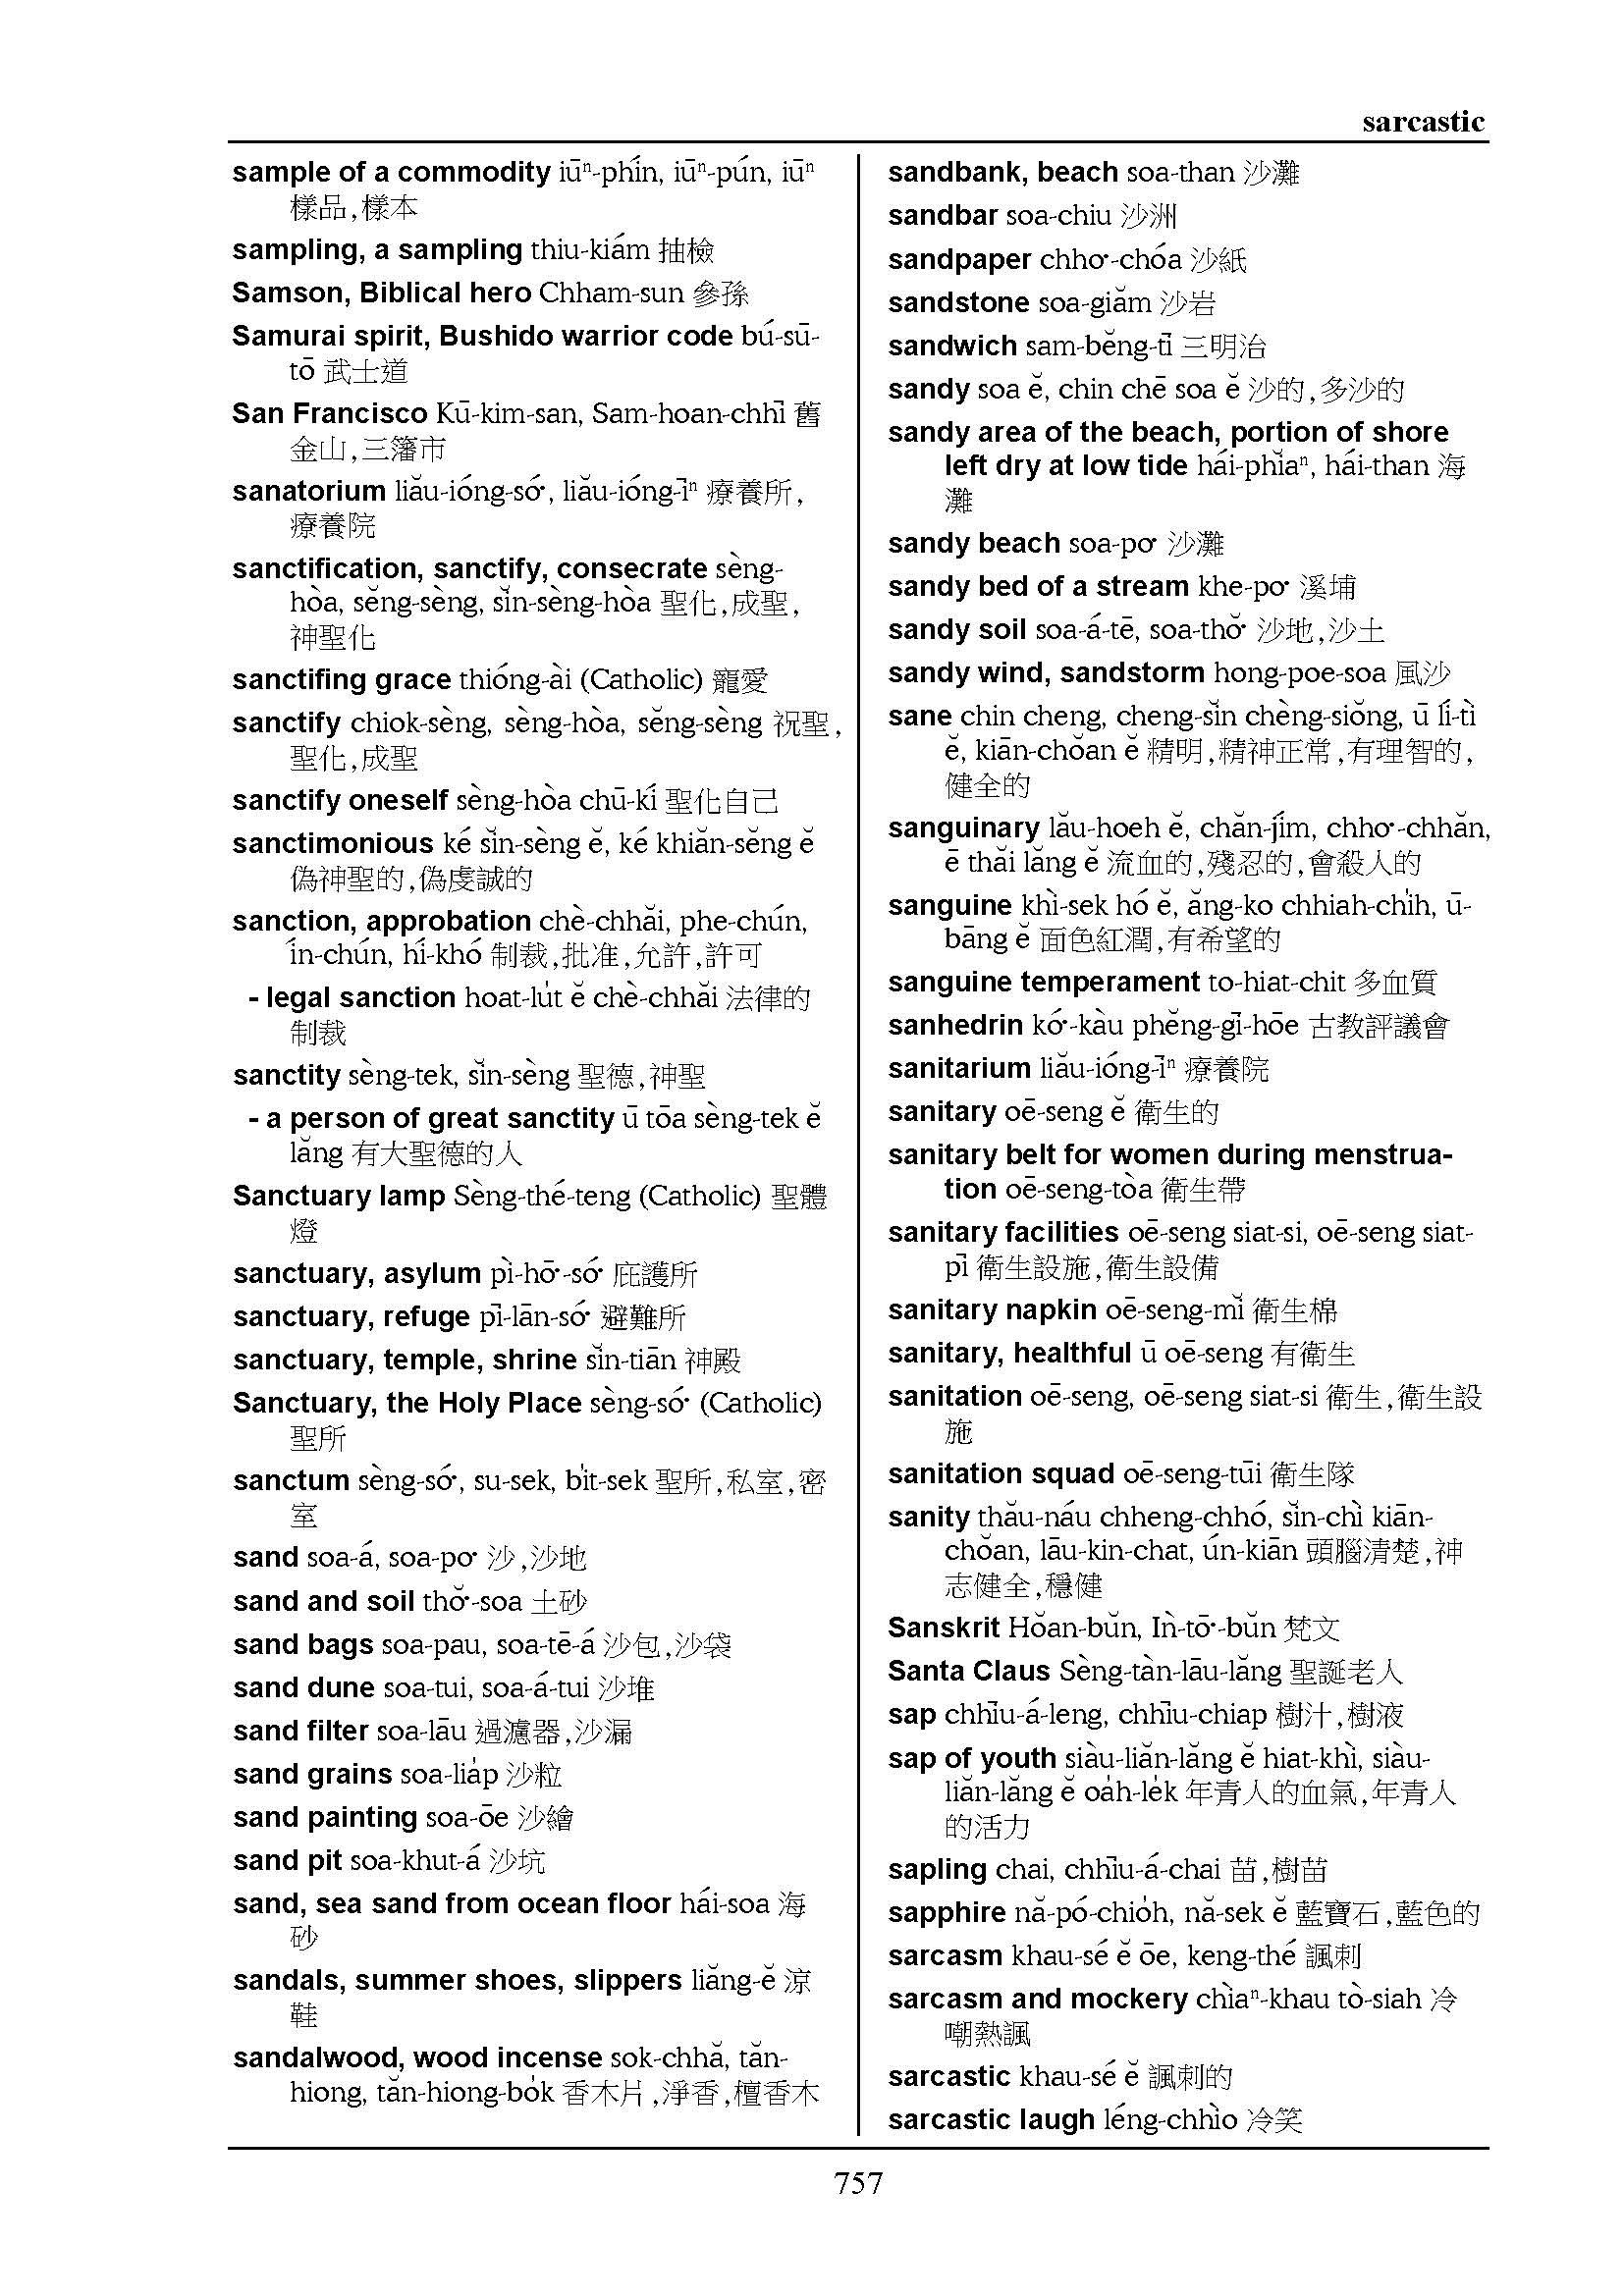 sarcastic
sample of a commodity iūⁿ-phín, iūⁿ-pún, iūⁿ
樣品,樣本
sampling, a sampling thiu-kiám 抽檢
Samson, Biblical hero Chham-sun 參孫
Samurai spirit, Bushido warrior code bú-sū-
tō 武士道
San Francisco Kū-kim-san, Sam-hoan-chhī 舊
金山,三籓市
sanatorium liău-ióng-só͘, liău-ióng-īⁿ 療養所,
療養院
sanctification, sanctify, consecrate sèng-
hòa, sĕng-sèng, sĭn-sèng-hòa 聖化,成聖,
神聖化
sanctifing grace thióng-ài (Catholic) 寵愛
sanctify chiok-sèng, sèng-hòa, sĕng-sèng 祝聖,
聖化,成聖
sanctify oneself sèng-hòa chū-kí 聖化自己
sanctimonious ké sĭn-sèng ĕ, ké khiăn-sĕng ĕ
偽神聖的,偽虔誠的
sanction, approbation chè-chhăi, phe-chún,
ín-chún, hí-khó 制裁,批准,允許,許可
- legal sanction hoat-lu̍t ĕ chè-chhăi 法律的
制裁
sanctity sèng-tek, sĭn-sèng 聖德,神聖
- a person of great sanctity ū tōa sèng-tek ĕ
lăng 有大聖德的人
Sanctuary lamp Sèng-thé-teng (Catholic) 聖體
燈
sanctuary, asylum pì-hō͘-só͘ 庇護所
sanctuary, refuge pī-lān-só͘ 避難所
sanctuary, temple, shrine sĭn-tiān 神殿
Sanctuary, the Holy Place sèng-só͘ (Catholic)
聖所
sanctum sèng-só͘, su-sek, bi̍t-sek 聖所,私室,密
室
sand soa-á, soa-po͘ 沙,沙地
sand and soil thŏ͘-soa 土砂
sand bags soa-pau, soa-tē-á 沙包,沙袋
sand dune soa-tui, soa-á-tui 沙堆
sand filter soa-lāu 過濾器,沙漏
sand grains soa-lia̍p 沙粒
sand painting soa-ōe 沙繪
sand pit soa-khut-á 沙坑
sand, sea sand from ocean floor hái-soa 海
砂
sandals, summer shoes, slippers liăng-ĕ 涼
鞋
sandalwood, wood incense sok-chhă, tăn-
hiong, tăn-hiong-bo̍k 香木片,淨香,檀香木
sandbank, beach soa-than 沙灘
sandbar soa-chiu 沙洲
sandpaper chho͘-chóa 沙紙
sandstone soa-giăm 沙岩
sandwich sam-bĕng-tī 三明治
sandy soa ĕ, chin chē soa ĕ 沙的,多沙的
sandy area of the beach, portion of shore
left dry at low tide hái-phĭaⁿ, hái-than 海
灘
sandy beach soa-po͘ 沙灘
sandy bed of a stream khe-po͘ 溪埔
sandy soil soa-á-tē, soa-thŏ͘ 沙地,沙土
sandy wind, sandstorm hong-poe-soa 風沙
sane chin cheng, cheng-sĭn chèng-siŏng, ū lí-tì
ĕ, kiān-chŏan ĕ 精明,精神正常,有理智的,
健全的
sanguinary lău-hoeh ĕ, chăn-jím, chho͘-chhăn,
ē thăi lăng ĕ 流血的,殘忍的,會殺人的
sanguine khì-sek hó ĕ, ăng-ko chhiah-chi̍h, ū-
bāng ĕ 面色紅潤,有希望的
sanguine temperament to-hiat-chit 多血質
sanhedrin kó͘-kàu phĕng-gī-hōe 古教評議會
sanitarium liău-ióng-īⁿ 療養院
sanitary oē-seng ĕ 衛生的
sanitary belt for women during menstrua-
tion oē-seng-tòa 衛生帶
sanitary facilities oē-seng siat-si, oē-seng siat-
pī 衛生設施,衛生設備
sanitary napkin oē-seng-mĭ 衛生棉
sanitary, healthful ū oē-seng 有衛生
sanitation oē-seng, oē-seng siat-si 衛生,衛生設
施
sanitation squad oē-seng-tūi 衛生隊
sanity thău-náu chheng-chhó, sĭn-chì kiān-
chŏan, lāu-kin-chat, ún-kiān 頭腦清楚,神
志健全,穩健
Sanskrit Hŏan-bŭn, Ìn-tō͘-bŭn 梵文
Santa Claus Sèng-tàn-lāu-lăng 聖誕老人
sap chhīu-á-leng, chhīu-chiap 樹汁,樹液
sap of youth siàu-liăn-lăng ĕ hiat-khì, siàu-
liăn-lăng ĕ oa̍h-le̍k 年青人的血氣,年青人
的活力
sapling chai, chhīu-á-chai 苗,樹苗
sapphire nă-pó-chio̍h, nă-sek ĕ 藍寶石,藍色的
sarcasm khau-sé ĕ ōe, keng-thé 諷刺
sarcasm and mockery chìaⁿ-khau tò-siah 冷
嘲熱諷
sarcastic khau-sé ĕ 諷刺的
sarcastic laugh léng-chhìo 冷笑
757